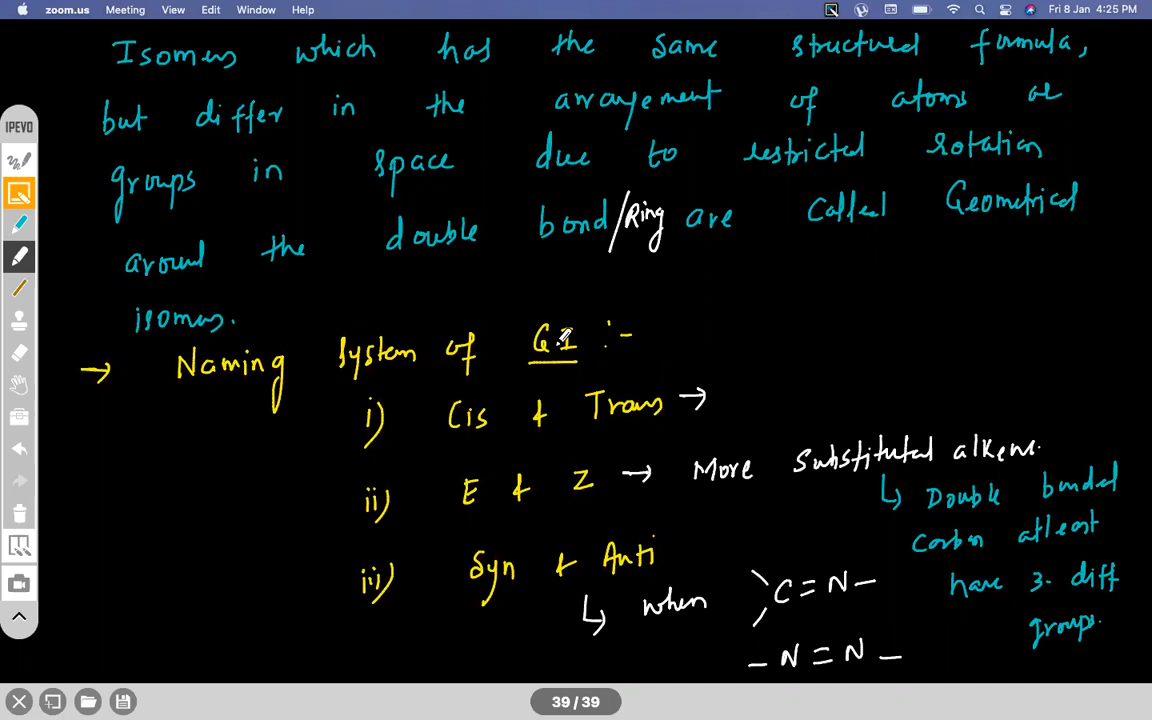 zoom.us Meeting View Edit Window Help Fri 8 Jan 4:25 PM
Isomers which has the same structural formula,
but differ in the arrangement of atoms or
groups in space due to restricted rotation
around the double bond/Ring are called Geometrical
isomers.
IPEVO
→ Naming system of GI :-
i) Cis & Trans →
ii) E & Z → More Substituted alkene.
↳ Double bonded
Carbon atleast
have 3- diff
groups.
iii) Syn & Anti
↳ when C=N-
-N=N-
39 / 39